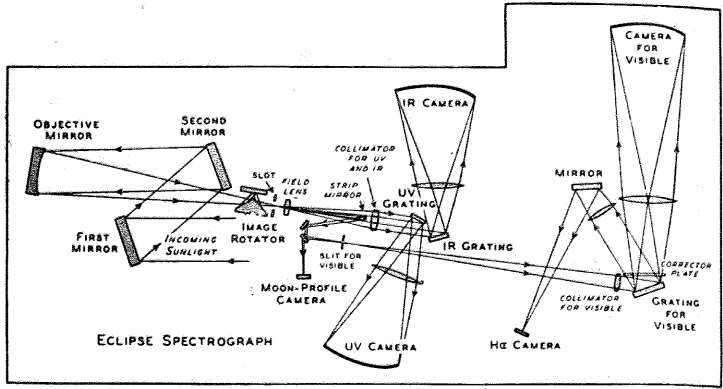 CAMERA
FOR
VISIBLE
IR CAMERA
OBJECTIVE
MIRROR
SECOND
MIRROR
COLLIMATOR
FOR UV
AND IR
SLOT
FIELD
LENS
STRIP
MIRROR
UV
GRATING
MIRROR
FIRST
MIRROR
INCOMING
SUNLIGHT
IMAGE
ROTATOR
IR GRATING
SLIT FOR
VISIBLE
CORRECTOR
PLATE
MOON-PROFILE
CAMERA
COLLIMATOR
FOR VISIBLE
GRATING
FOR
VISIBLE
ECLIPSE SPECTROGRAPH
UV CAMERA
Hα CAMERA